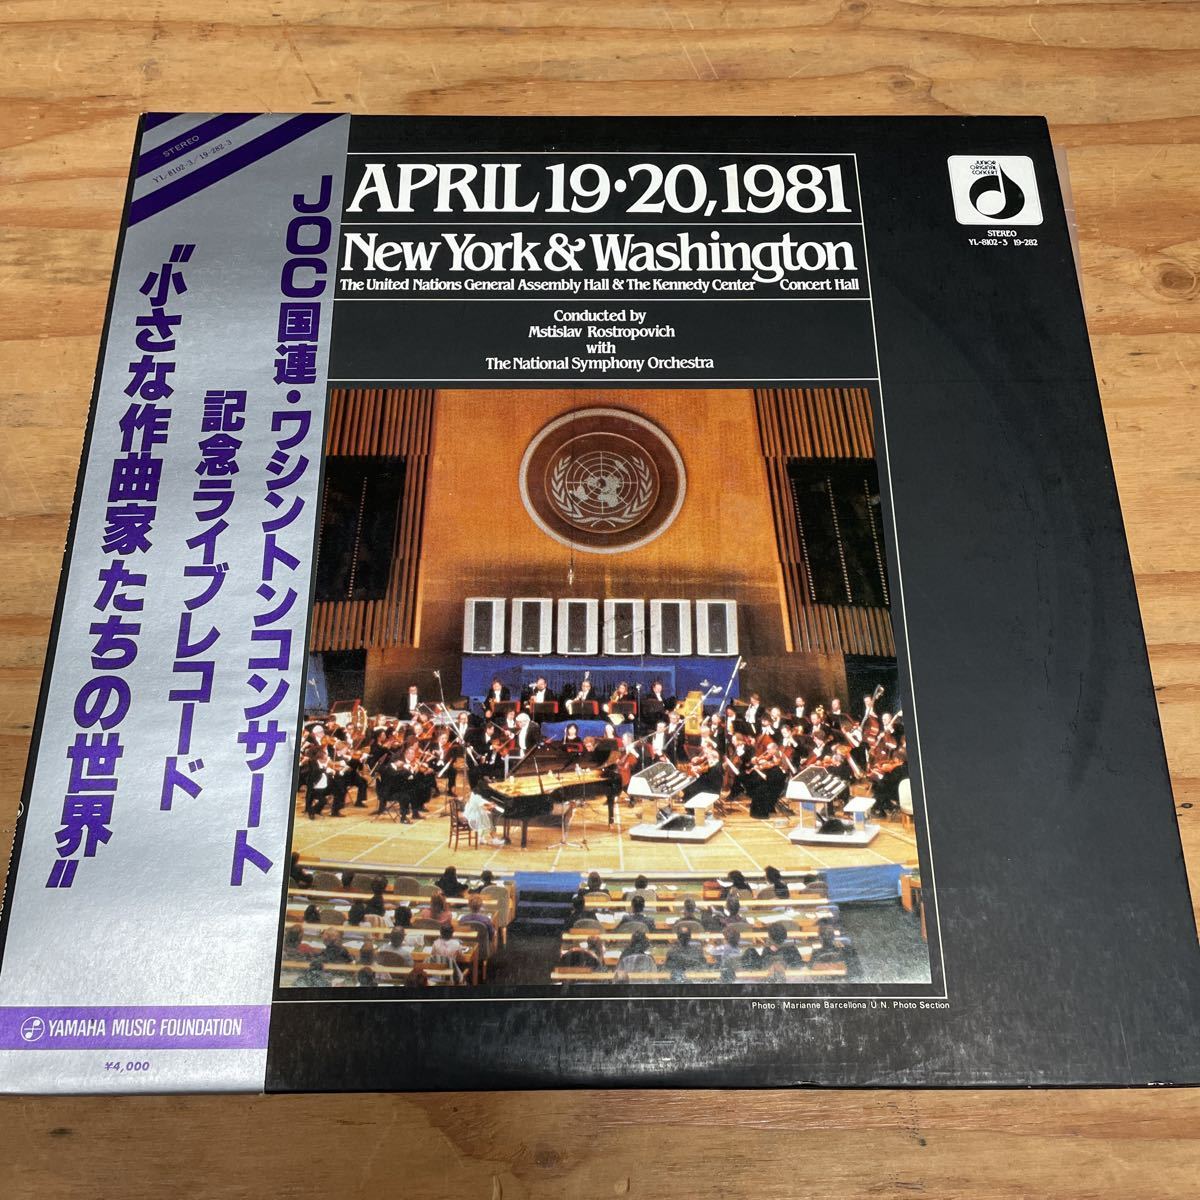 STEREO
YL-8102-3/19-282-3
JOC国連・ワシントンコンサート
記念ライブレコード
“小さな作曲家たちの世界”
YAMAHA MUSIC FOUNDATION
¥4,000
APRIL 19·20,1981
New York & Washington
The United Nations General Assembly Hall & The Kennedy Center Concert Hall
Conducted by
Mstislav Rostropovich
with
The National Symphony Orchestra
JUNIOR
ORIGINAL
CONCERT
STEREO
YL-8102-3 19-282
Photo : Marianne Barcellona U N. Photo Section